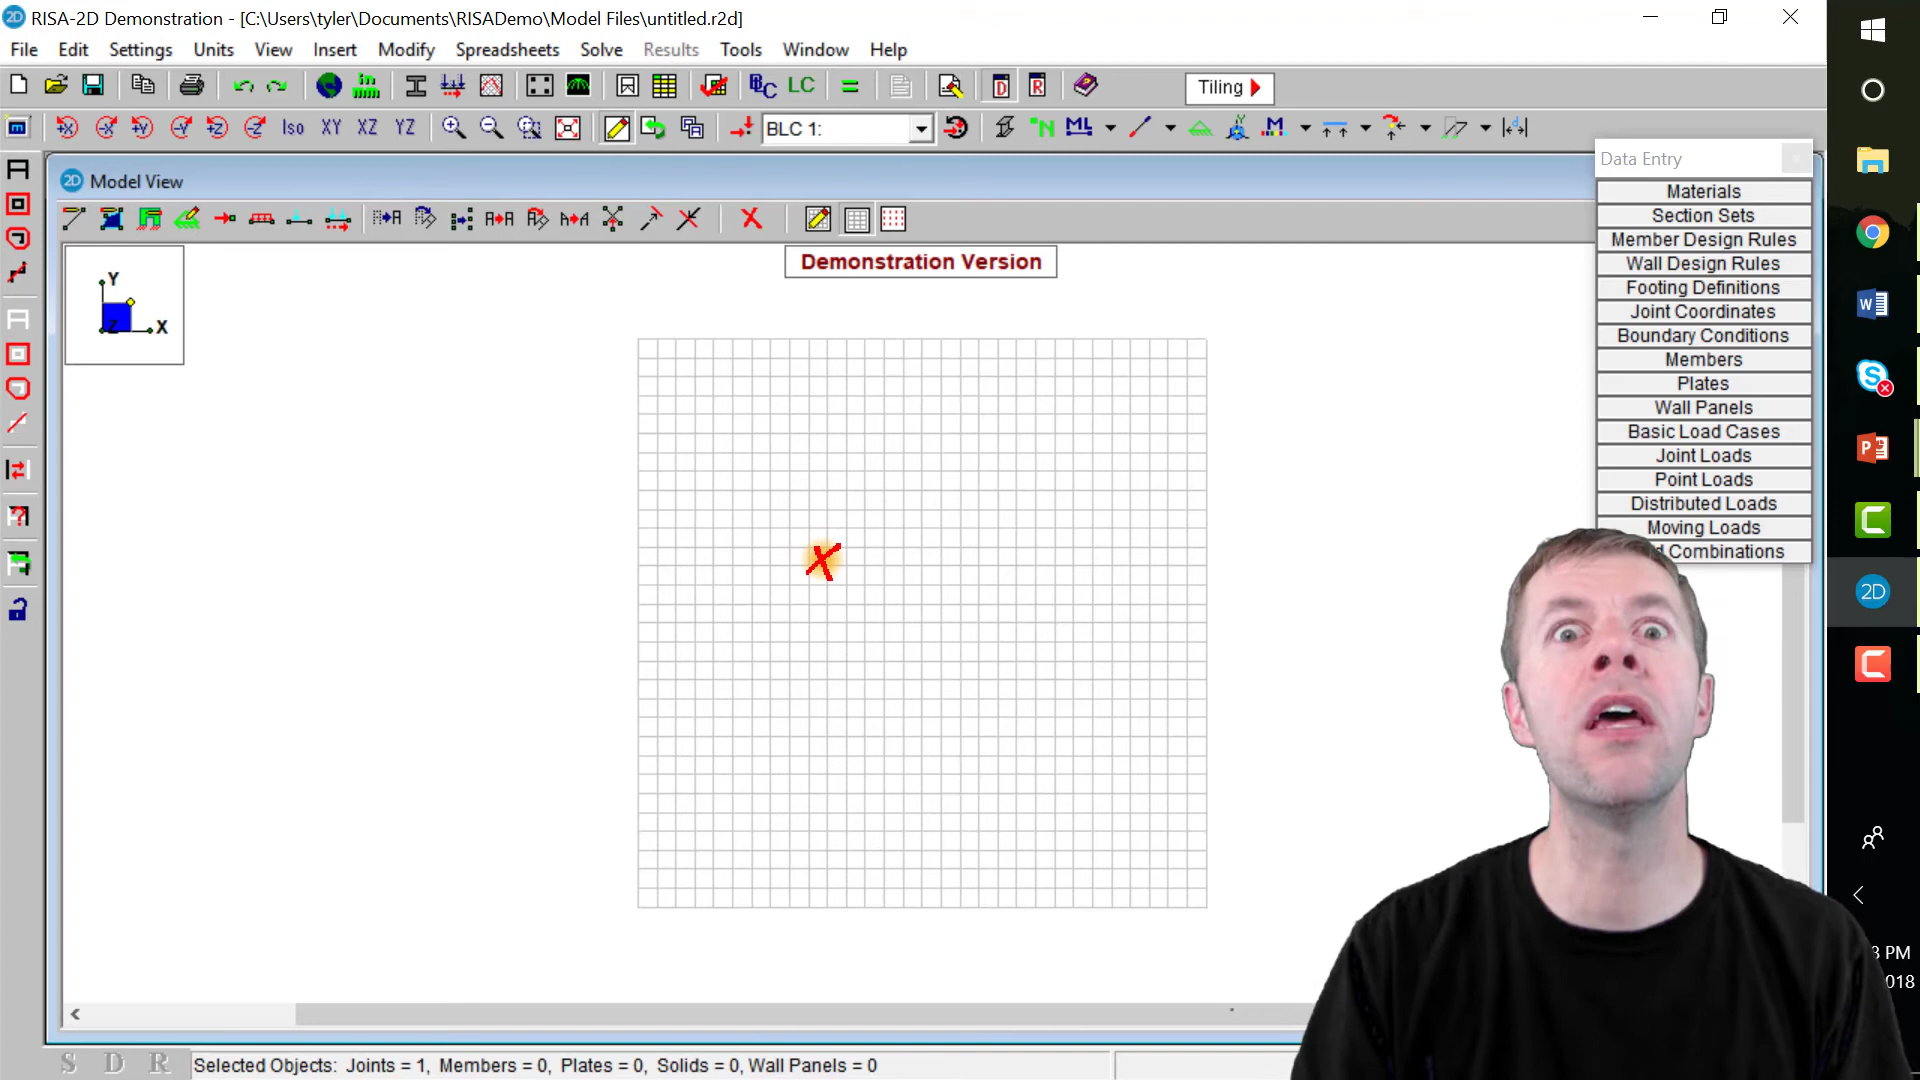 2D RISA-2D Demonstration - [C:\Users\tyler\Documents\RISADemo\Model Files\untitled.r2d]
File Edit Settings Units View Insert Modify Spreadsheets Solve Results Tools Window Help
LC D R Tiling
+X -X +Y -Y +Z -Z Iso XY XZ YZ BLC 1: N ML M
2D Model View
Data Entry
Materials
Section Sets
Member Design Rules
Wall Design Rules
Footing Definitions
Joint Coordinates
Boundary Conditions
Members
Plates
Wall Panels
Basic Load Cases
Joint Loads
Point Loads
Distributed Loads
Moving Loads
d Combinations
Demonstration Version
Y
Z X
2D
3 PM
018
S D R Selected Objects: Joints = 1, Members = 0, Plates = 0, Solids = 0, Wall Panels = 0